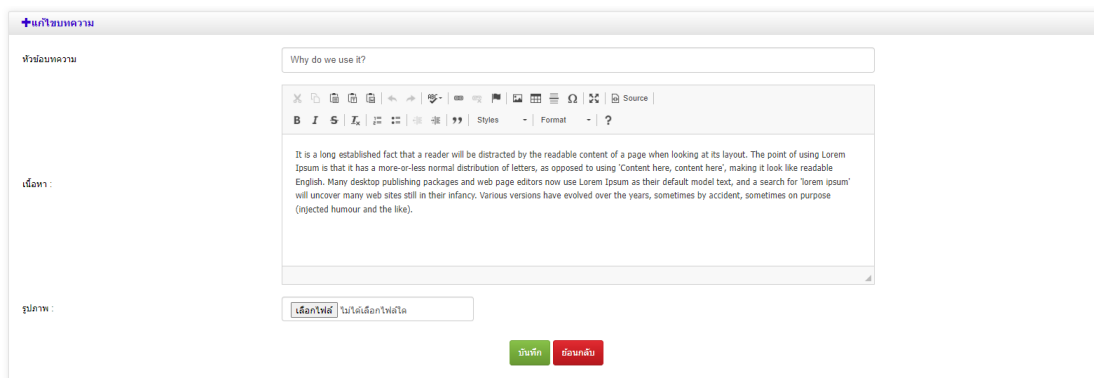 แก้ไขบทความ
หัวข้อบทความ
Why do we use it?
ABC
Source
B I S Ix Styles Format ?
เนื้อหา :
It is a long established fact that a reader will be distracted by the readable content of a page when looking at its layout. The point of using Lorem
Ipsum is that it has a more-or-less normal distribution of letters, as opposed to using 'Content here, content here', making it look like readable
English. Many desktop publishing packages and web page editors now use Lorem Ipsum as their default model text, and a search for 'lorem ipsum'
will uncover many web sites still in their infancy. Various versions have evolved over the years, sometimes by accident, sometimes on purpose
(injected humour and the like).
รูปภาพ :
เลือกไฟล์ ไม่ได้เลือกไฟล์ใด
บันทึก ย้อนกลับ